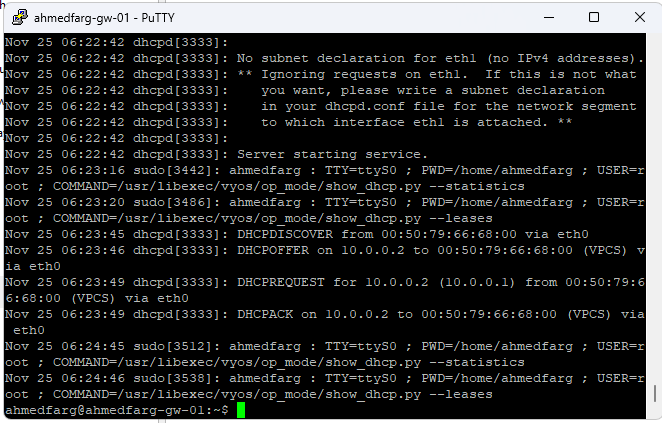 ahmedfarg-gw-01 - PuTTY
Nov 25 06:22:42 dhcpd[3333]:
Nov 25 06:22:42 dhcpd[3333]: No subnet declaration for eth1 (no IPv4 addresses).
Nov 25 06:22:42 dhcpd[3333]: ** Ignoring requests on eth1.  If this is not what
Nov 25 06:22:42 dhcpd[3333]:    you want, please write a subnet declaration
Nov 25 06:22:42 dhcpd[3333]:    in your dhcpd.conf file for the network segment
Nov 25 06:22:42 dhcpd[3333]:    to which interface eth1 is attached. **
Nov 25 06:22:42 dhcpd[3333]:
Nov 25 06:22:42 dhcpd[3333]: Server starting service.
Nov 25 06:23:16 sudo[3442]: ahmedfarg : TTY=ttyS0 ; PWD=/home/ahmedfarg ; USER=r
oot ; COMMAND=/usr/libexec/vyos/op_mode/show_dhcp.py --statistics
Nov 25 06:23:20 sudo[3486]: ahmedfarg : TTY=ttyS0 ; PWD=/home/ahmedfarg ; USER=r
oot ; COMMAND=/usr/libexec/vyos/op_mode/show_dhcp.py --leases
Nov 25 06:23:45 dhcpd[3333]: DHCPDISCOVER from 00:50:79:66:68:00 via eth0
Nov 25 06:23:46 dhcpd[3333]: DHCPOFFER on 10.0.0.2 to 00:50:79:66:68:00 (VPCS) v
ia eth0
Nov 25 06:23:49 dhcpd[3333]: DHCPREQUEST for 10.0.0.2 (10.0.0.1) from 00:50:79:6
6:68:00 (VPCS) via eth0
Nov 25 06:23:49 dhcpd[3333]: DHCPACK on 10.0.0.2 to 00:50:79:66:68:00 (VPCS) via
 eth0
Nov 25 06:24:45 sudo[3512]: ahmedfarg : TTY=ttyS0 ; PWD=/home/ahmedfarg ; USER=r
oot ; COMMAND=/usr/libexec/vyos/op_mode/show_dhcp.py --statistics
Nov 25 06:24:46 sudo[3538]: ahmedfarg : TTY=ttyS0 ; PWD=/home/ahmedfarg ; USER=r
oot ; COMMAND=/usr/libexec/vyos/op_mode/show_dhcp.py --leases
ahmedfarg@ahmedfarg-gw-01:~$